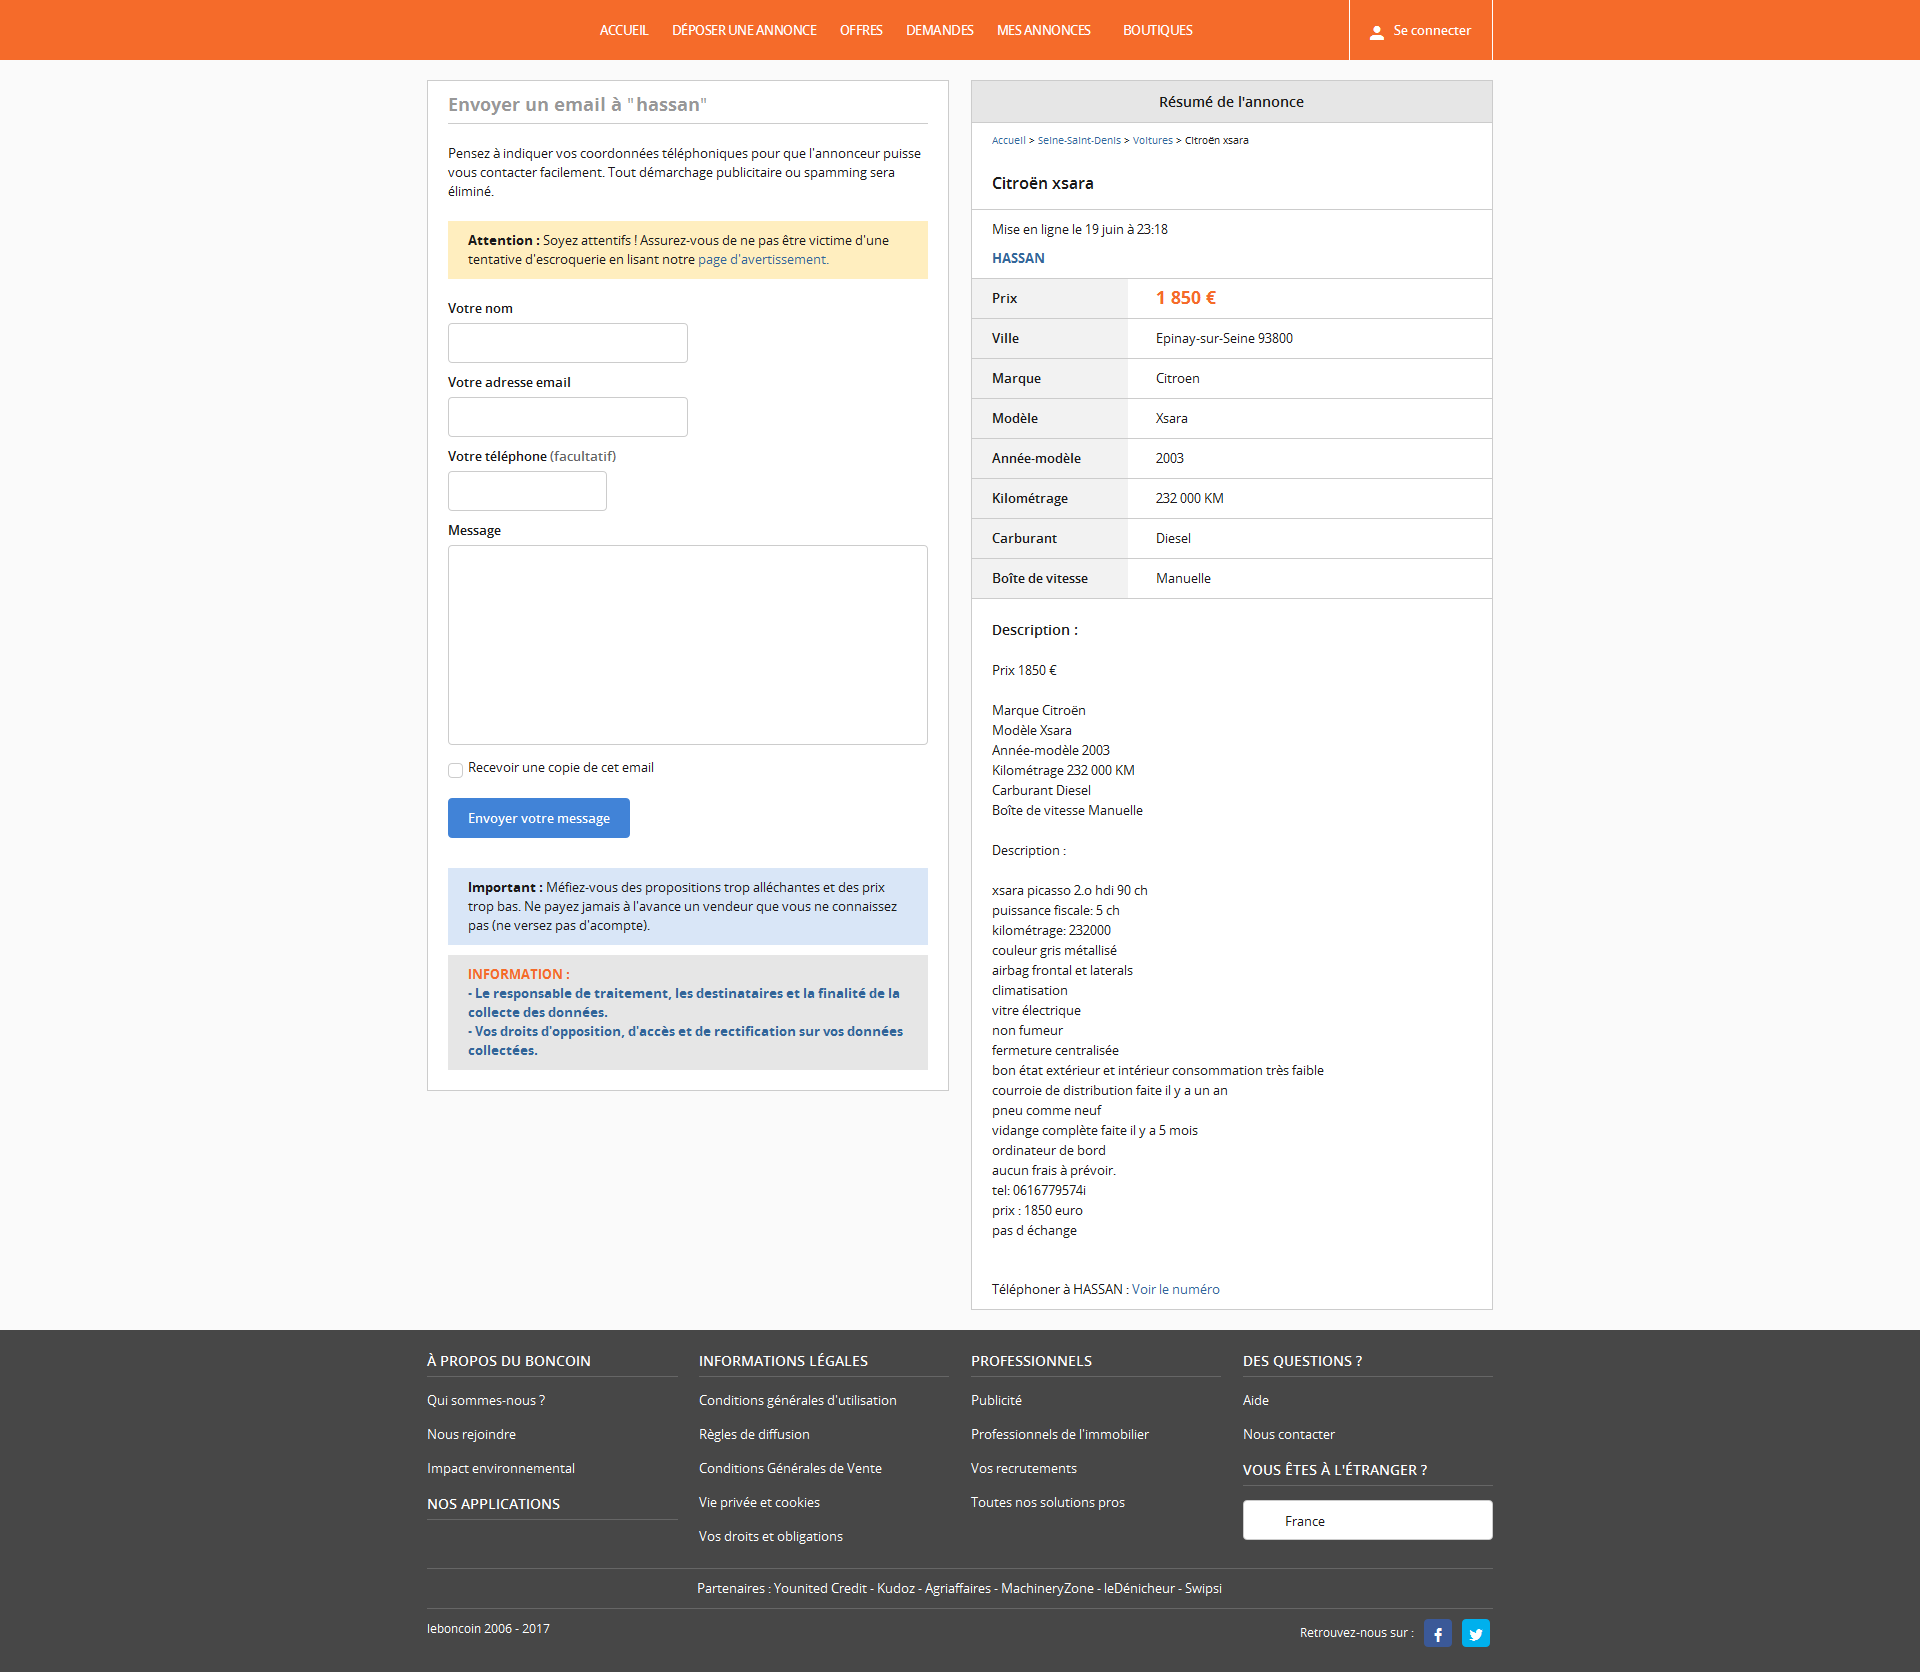 ACCUEIL DÉPOSER UNE ANNONCE OFFRES DEMANDES MES ANNONCES BOUTIQUES Se connecter
Envoyer un email à "hassan"
Pensez à indiquer vos coordonnées téléphoniques pour que l'annonceur puisse
vous contacter facilement. Tout démarchage publicitaire ou spamming sera
éliminé.
Attention : Soyez attentifs ! Assurez-vous de ne pas être victime d'une
tentative d'escroquerie en lisant notre page d'avertissement.
Votre nom
Votre adresse email
Votre téléphone (facultatif)
Message
Recevoir une copie de cet email
Envoyer votre message
Important : Méfiez-vous des propositions trop alléchantes et des prix
trop bas. Ne payez jamais à l'avance un vendeur que vous ne connaissez
pas (ne versez pas d'acompte).
INFORMATION :
- Le responsable de traitement, les destinataires et la finalité de la
collecte des données.
- Vos droits d'opposition, d'accès et de rectification sur vos données
collectées.
Résumé de l'annonce
Accueil > Seine-Saint-Denis > Voitures > Citroën xsara
Citroën xsara
Mise en ligne le 19 juin à 23:18
HASSAN
Prix 1 850 €
Ville Epinay-sur-Seine 93800
Marque Citroen
Modèle Xsara
Année-modèle 2003
Kilométrage 232 000 KM
Carburant Diesel
Boîte de vitesse Manuelle
Description :
Prix 1850 €
Marque Citroën
Modèle Xsara
Année-modèle 2003
Kilométrage 232 000 KM
Carburant Diesel
Boîte de vitesse Manuelle
Description :
xsara picasso 2.o hdi 90 ch
puissance fiscale: 5 ch
kilométrage: 232000
couleur gris métallisé
airbag frontal et laterals
climatisation
vitre électrique
non fumeur
fermeture centralisée
bon état extérieur et intérieur consommation très faible
courroie de distribution faite il y a un an
pneu comme neuf
vidange complète faite il y a 5 mois
ordinateur de bord
aucun frais à prévoir.
tel: 0616779574i
prix : 1850 euro
pas d échange
Téléphoner à HASSAN : Voir le numéro
À PROPOS DU BONCOIN
Qui sommes-nous ?
Nous rejoindre
Impact environnemental
NOS APPLICATIONS
INFORMATIONS LÉGALES
Conditions générales d'utilisation
Règles de diffusion
Conditions Générales de Vente
Vie privée et cookies
Vos droits et obligations
PROFESSIONNELS
Publicité
Professionnels de l'immobilier
Vos recrutements
Toutes nos solutions pros
DES QUESTIONS ?
Aide
Nous contacter
VOUS ÊTES À L'ÉTRANGER ?
France
Partenaires : Younited Credit - Kudoz - Agriaffaires - MachineryZone - leDénicheur - Swipsi
leboncoin 2006 - 2017
Retrouvez-nous sur :